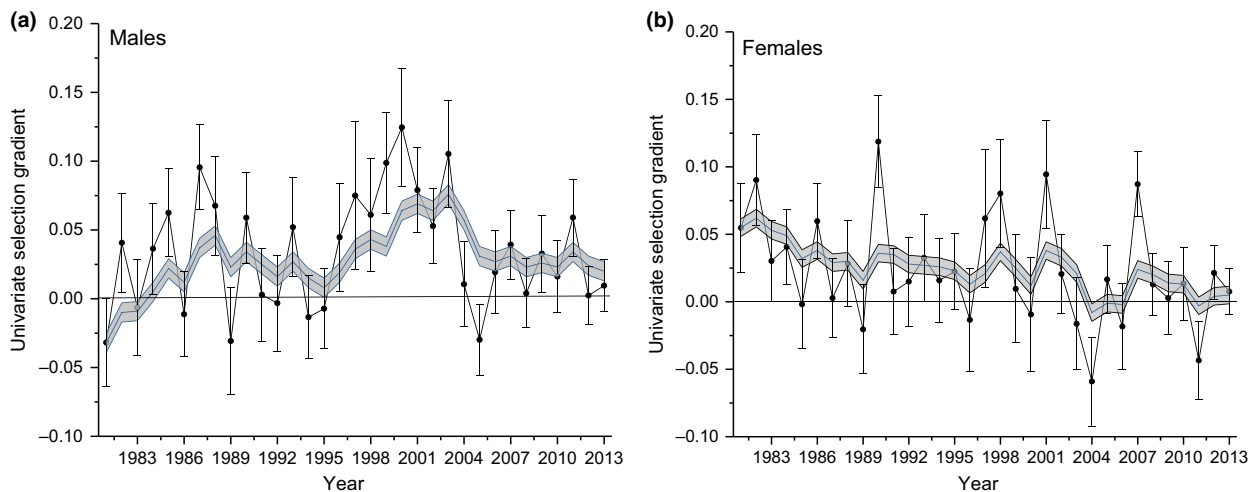 (a)
Males
Univariate selection gradient
0.20
0.15
0.10
0.05
0.00
–0.05
–0.10
1983 1986 1989 1992 1995 1998 2001 2004 2007 2010 2013
Year
(b)
Females
Univariate selection gradient
0.20
0.15
0.10
0.05
0.00
–0.05
–0.10
1983 1986 1989 1992 1995 1998 2001 2004 2007 2010 2013
Year